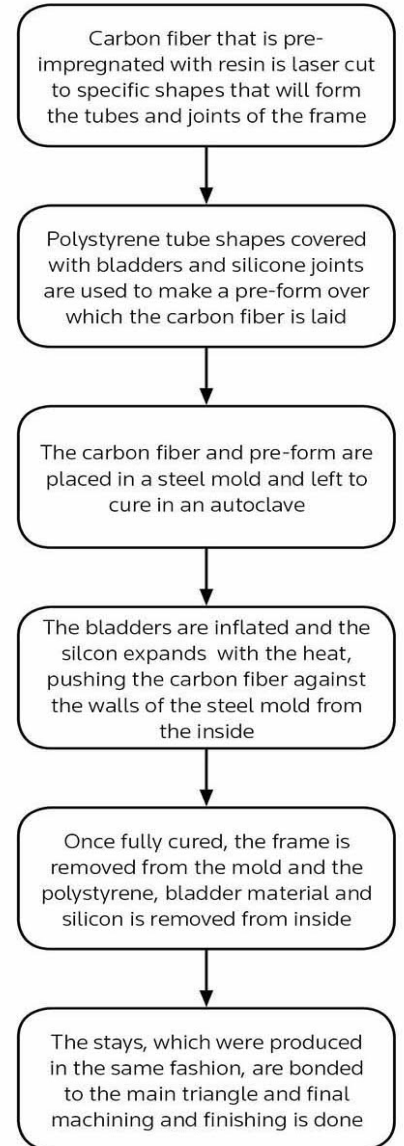 Carbon fiber that is pre-
impregnated with resin is laser cut
to specific shapes that will form
the tubes and joints of the frame
Polystyrene tube shapes covered
with bladders and silicone joints
are used to make a pre-form over
which the carbon fiber is laid
The carbon fiber and pre-form are
placed in a steel mold and left to
cure in an autoclave
The bladders are inflated and the
silcon expands with the heat,
pushing the carbon fiber against
the walls of the steel mold from
the inside
Once fully cured, the frame is
removed from the mold and the
polystyrene, bladder material and
silicon is removed from inside
The stays, which were produced
in the same fashion, are bonded
to the main triangle and final
machining and finishing is done